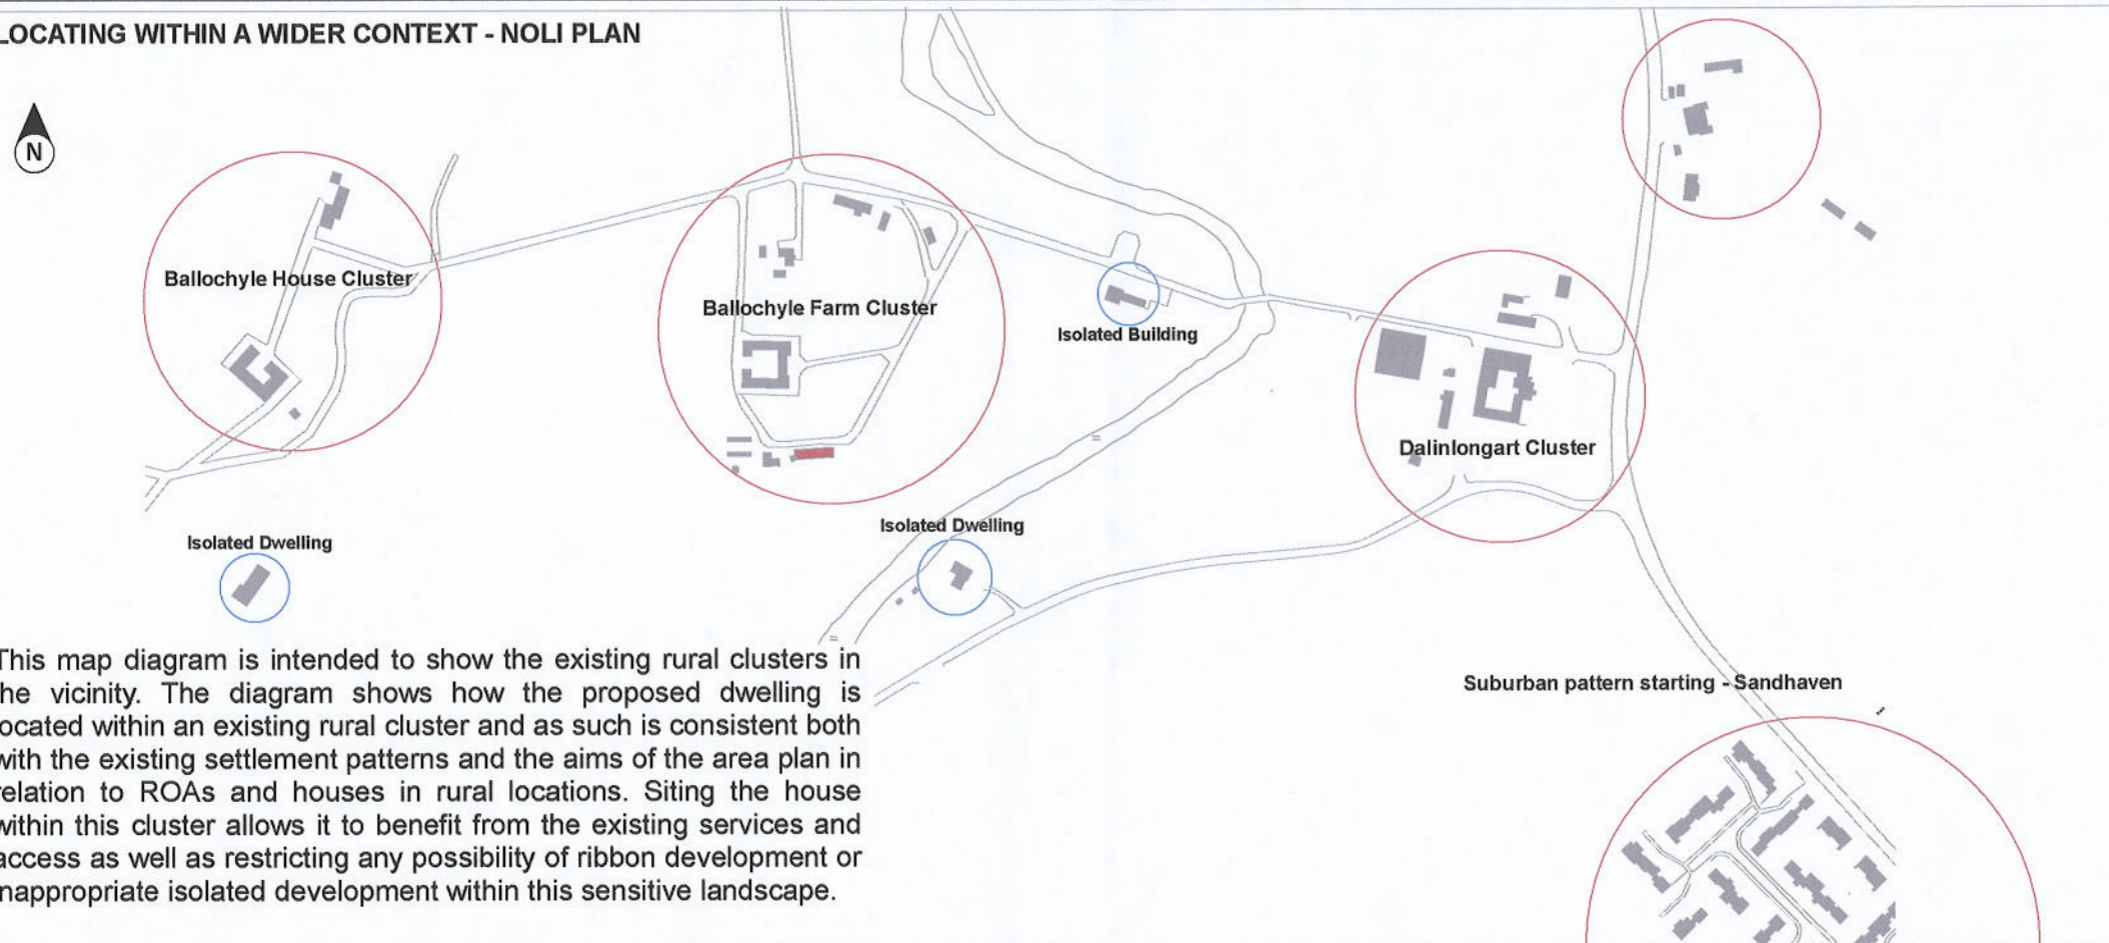 LOCATING WITHIN A WIDER CONTEXT - NOLI PLAN
N
Ballochyle House Cluster
Ballochyle Farm Cluster
Isolated Building
Dalinlongart Cluster
Isolated Dwelling
Isolated Dwelling
Suburban pattern starting - Sandhaven
This map diagram is intended to show the existing rural clusters in
the vicinity. The diagram shows how the proposed dwelling is
located within an existing rural cluster and as such is consistent both
with the existing settlement patterns and the aims of the area plan in
relation to ROAs and houses in rural locations. Siting the house
within this cluster allows it to benefit from the existing services and
access as well as restricting any possibility of ribbon development or
inappropriate isolated development within this sensitive landscape.